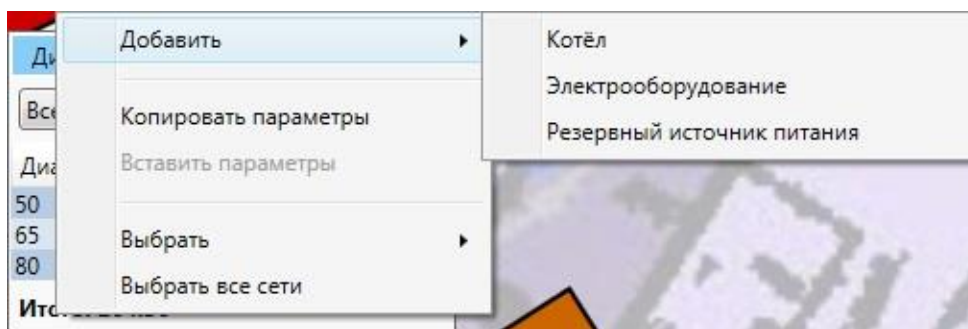 Добавить
Котёл
Электрооборудование
Резервный источник питания
Копировать параметры
Вставить параметры
Выбрать
Выбрать все сети
50
65
80